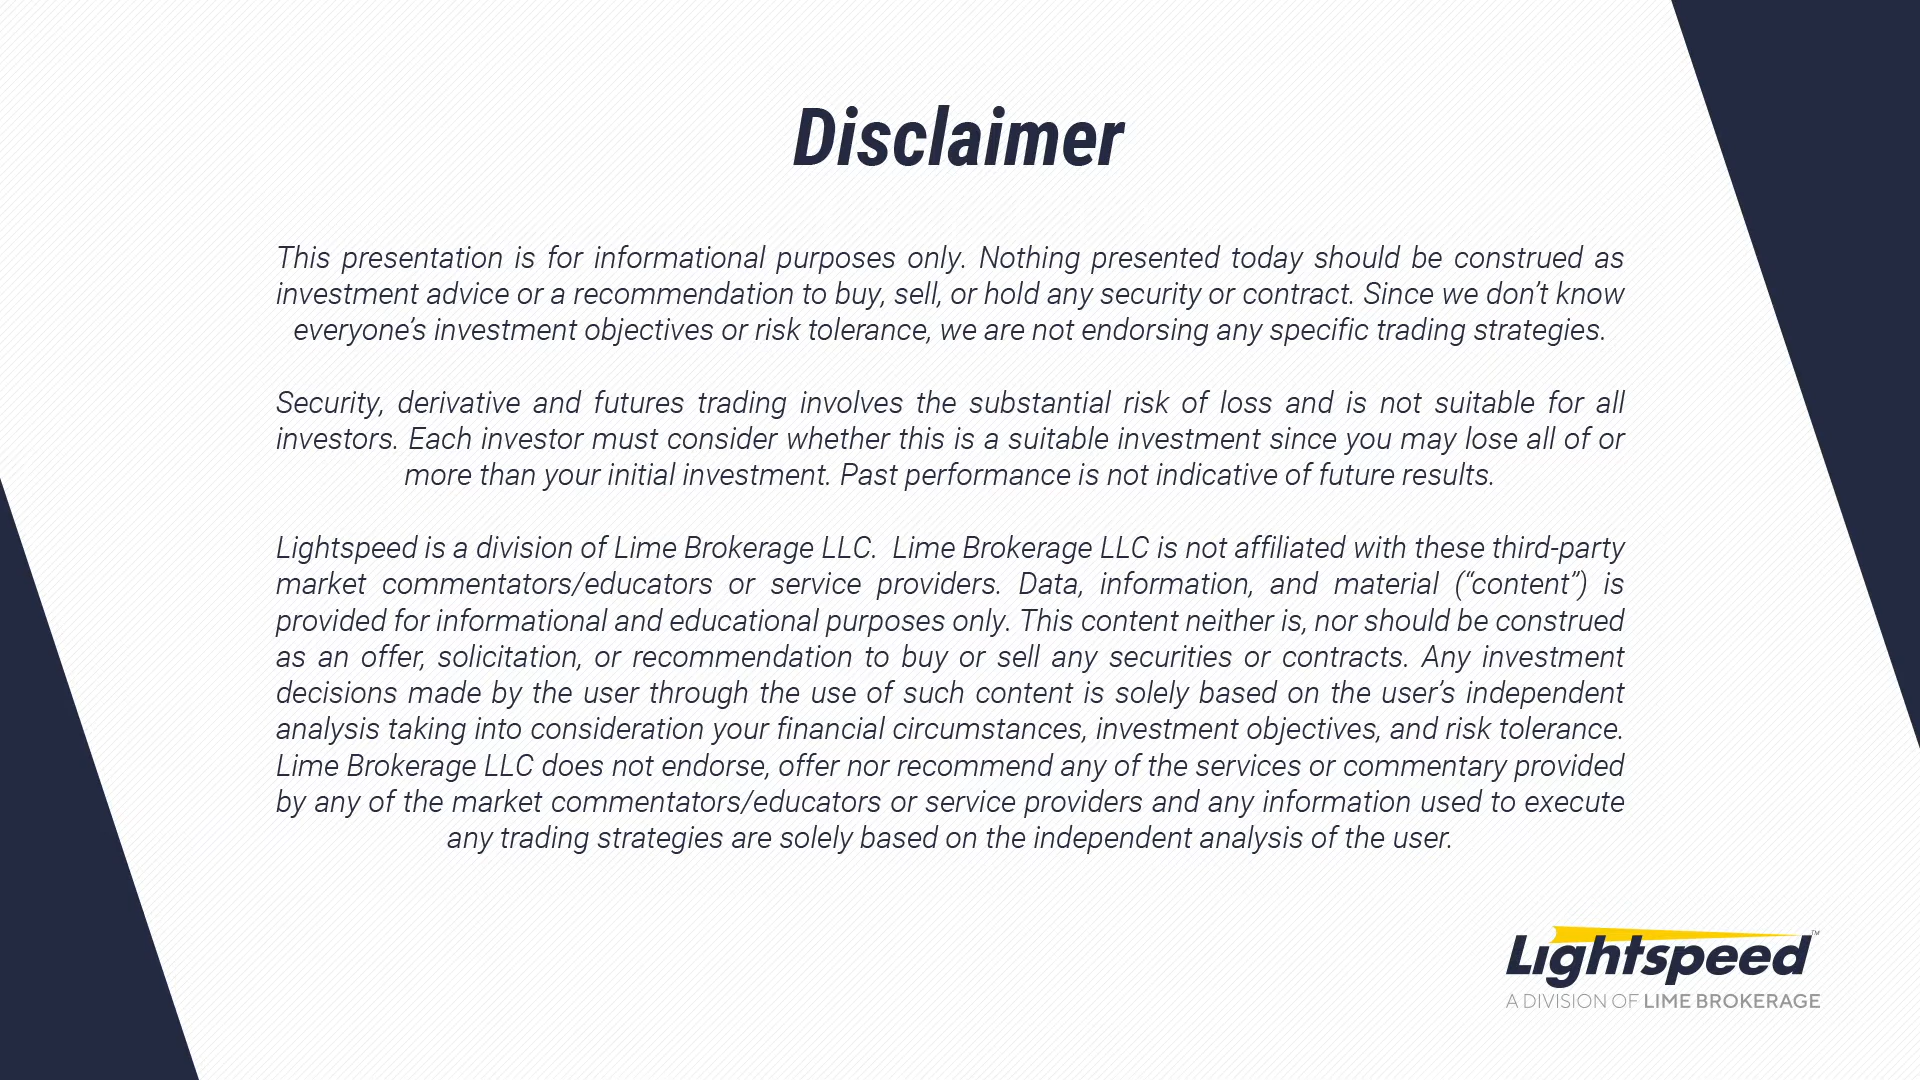 Disclaimer
This presentation is for informational purposes only. Nothing presented today should be construed as
investment advice or a recommendation to buy, sell, or hold any security or contract. Since we don’t know
everyone’s investment objectives or risk tolerance, we are not endorsing any specific trading strategies.
Security, derivative and futures trading involves the substantial risk of loss and is not suitable for all
investors. Each investor must consider whether this is a suitable investment since you may lose all of or
more than your initial investment. Past performance is not indicative of future results.
Lightspeed is a division of Lime Brokerage LLC.  Lime Brokerage LLC is not affiliated with these third-party
market commentators/educators or service providers. Data, information, and material (“content”) is
provided for informational and educational purposes only. This content neither is, nor should be construed
as an offer, solicitation, or recommendation to buy or sell any securities or contracts. Any investment
decisions made by the user through the use of such content is solely based on the user’s independent
analysis taking into consideration your financial circumstances, investment objectives, and risk tolerance.
Lime Brokerage LLC does not endorse, offer nor recommend any of the services or commentary provided
by any of the market commentators/educators or service providers and any information used to execute
any trading strategies are solely based on the independent analysis of the user.
Lightspeed™
A DIVISION OF LIME BROKERAGE